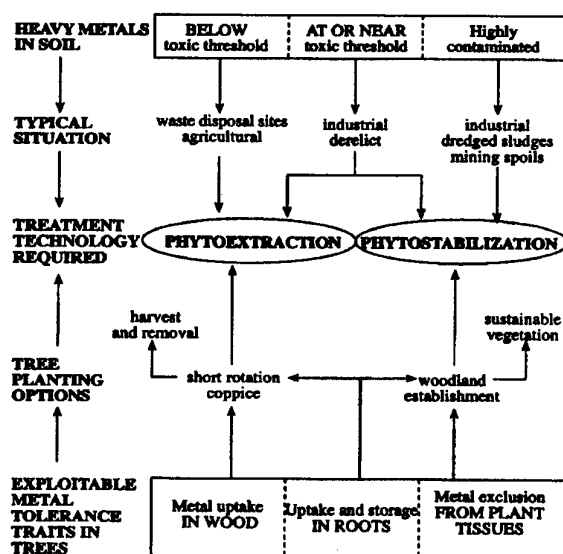 HEAVY METALS
IN SOIL
BELOW
toxic threshold
AT OR NEAR
toxic threshold
Highly
contaminated
TYPICAL
SITUATION
waste disposal sites
agricultural
industrial
derelict
industrial
dredged sludges
mining spoils
TREATMENT
TECHNOLOGY
REQUIRED
PHYTOEXTRACTION
PHYTOSTABILIZATION
harvest
and removal
sustainable
vegetation
TREE
PLANTING
OPTIONS
short rotation
coppice
woodland
establishment
EXPLOITABLE
METAL
TOLERANCE
TRAITS IN
TREES
Metal uptake
IN WOOD
Uptake and storage
IN ROOTS
Metal exclusion
FROM PLANT
TISSUES